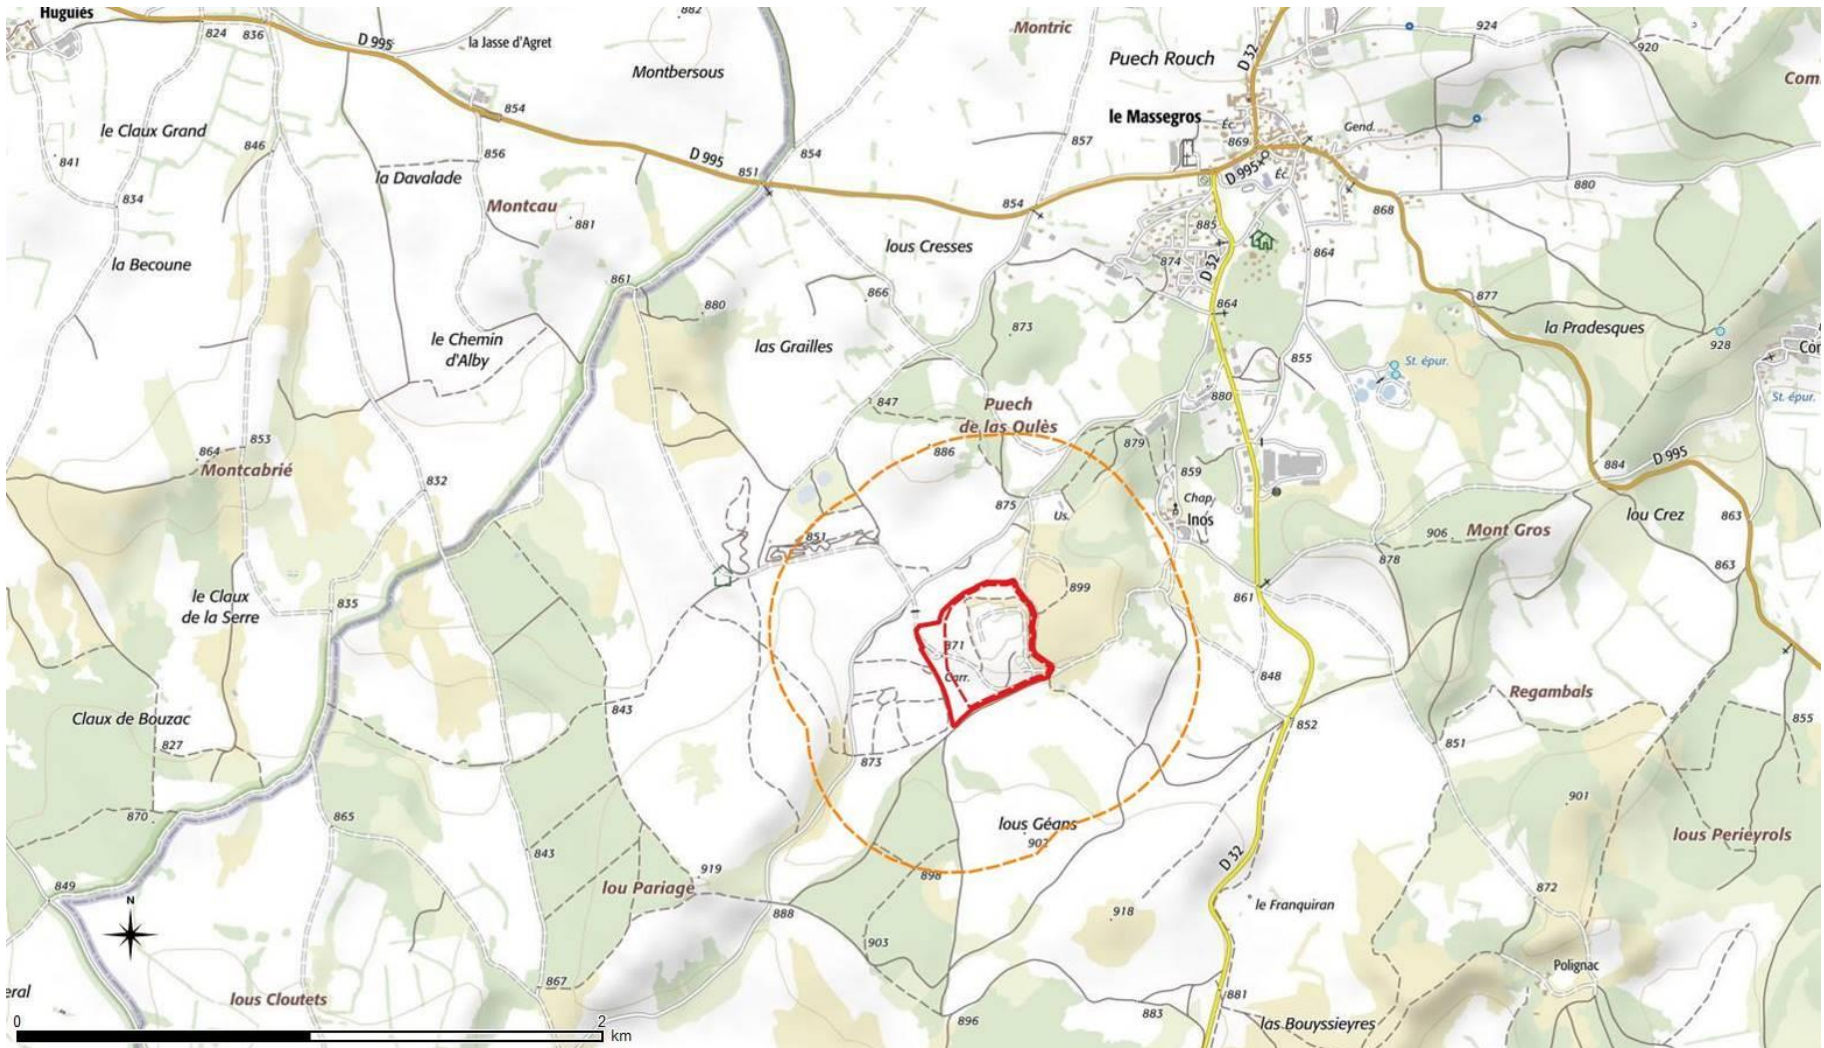 Huguiés
824
836
D 995
la Jasse d'Agret
882
Montbersous
Montric
Puech Rouch
D 32
924
920
Com
le Claux Grand
854
le Massegros
Éc.
869
Gend.
841
846
856
D 995
851
854
857
D 995
Éc.
880
la Davalade
834
Montcau
881
854
868
885
lous Cresses
la Becoune
861
880
866
874
D 32
864
864
877
la Pradesques
928
Con
le Chemin
d'Alby
las Grailles
873
855
St. épur.
St. épur.
847
Puech
de las Oulès
880
853
864
Montcabrié
886
879
859
884
D 995
832
875
Us.
Chap.
Inos
lou Crez
863
851
906
Mont Gros
878
863
le Claux
de la Serre
835
899
861
871
Carr.
848
Regambals
Claux de Bouzac
827
843
873
852
851
855
870
865
lous Géans
902
901
lous Perieyrols
843
919
lou Pariage
898
D 32
849
N
888
918
le Franquiran
872
903
867
Polignac
eral
lous Cloutets
881
896
883
las Bouyssieyres
0
2
km